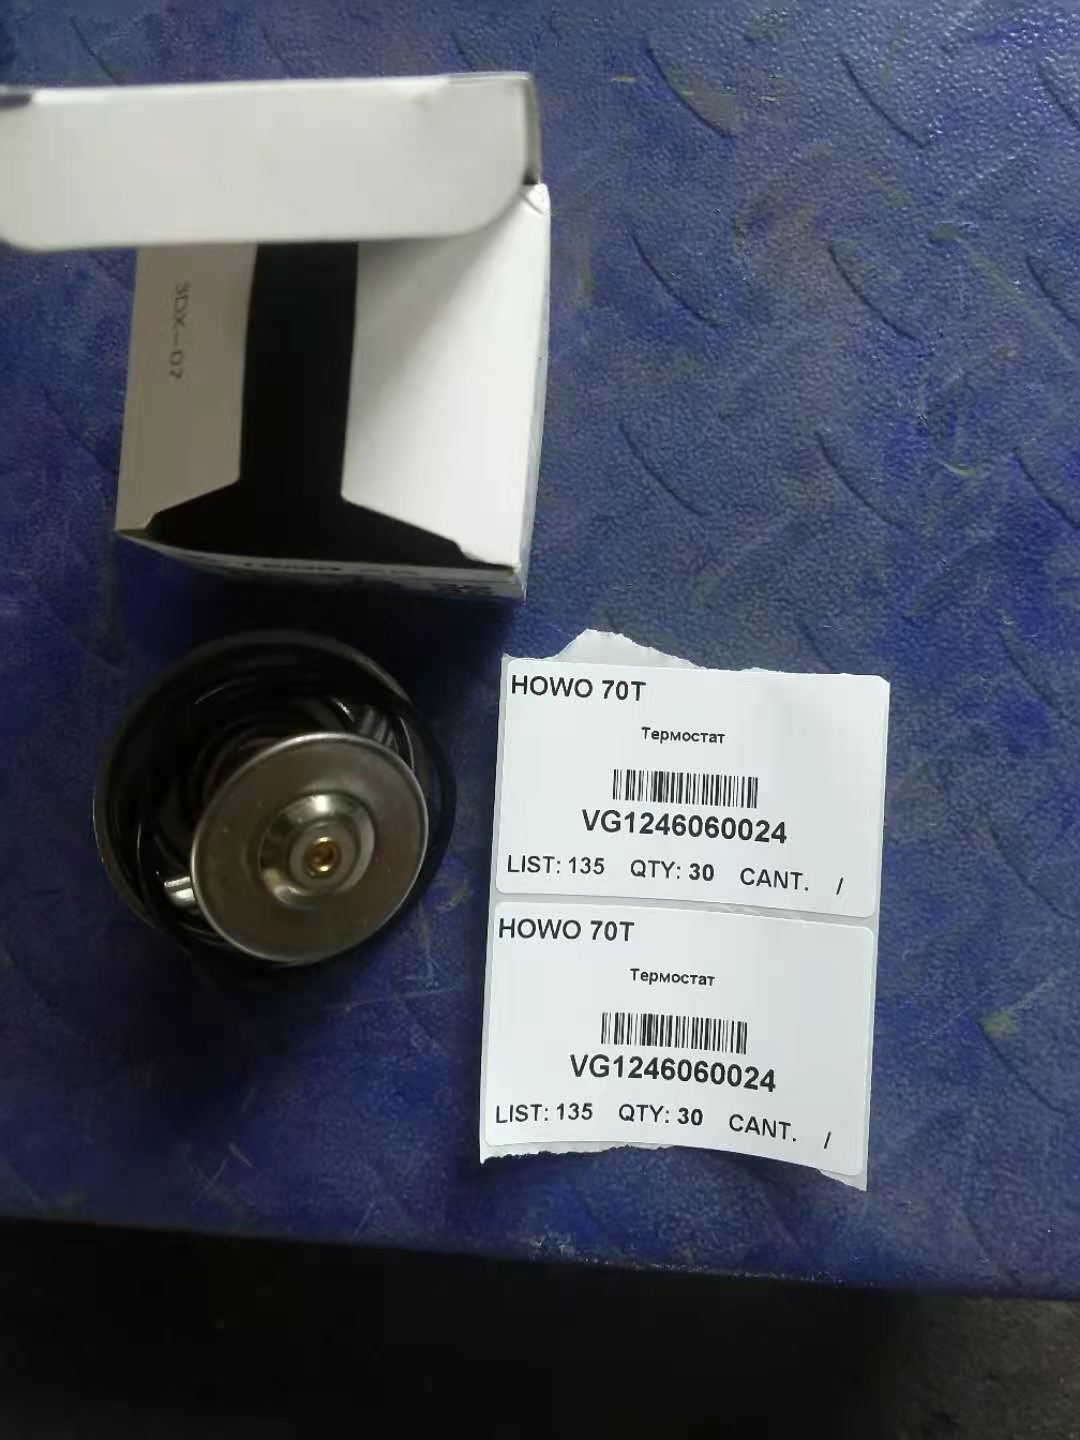 3DX-07
HOWO 70T
Термостат
VG1246060024
LIST: 135 QTY: 30 CANT. /
HOWO 70T
Термостат
VG1246060024
LIST: 135 QTY: 30 CANT. /